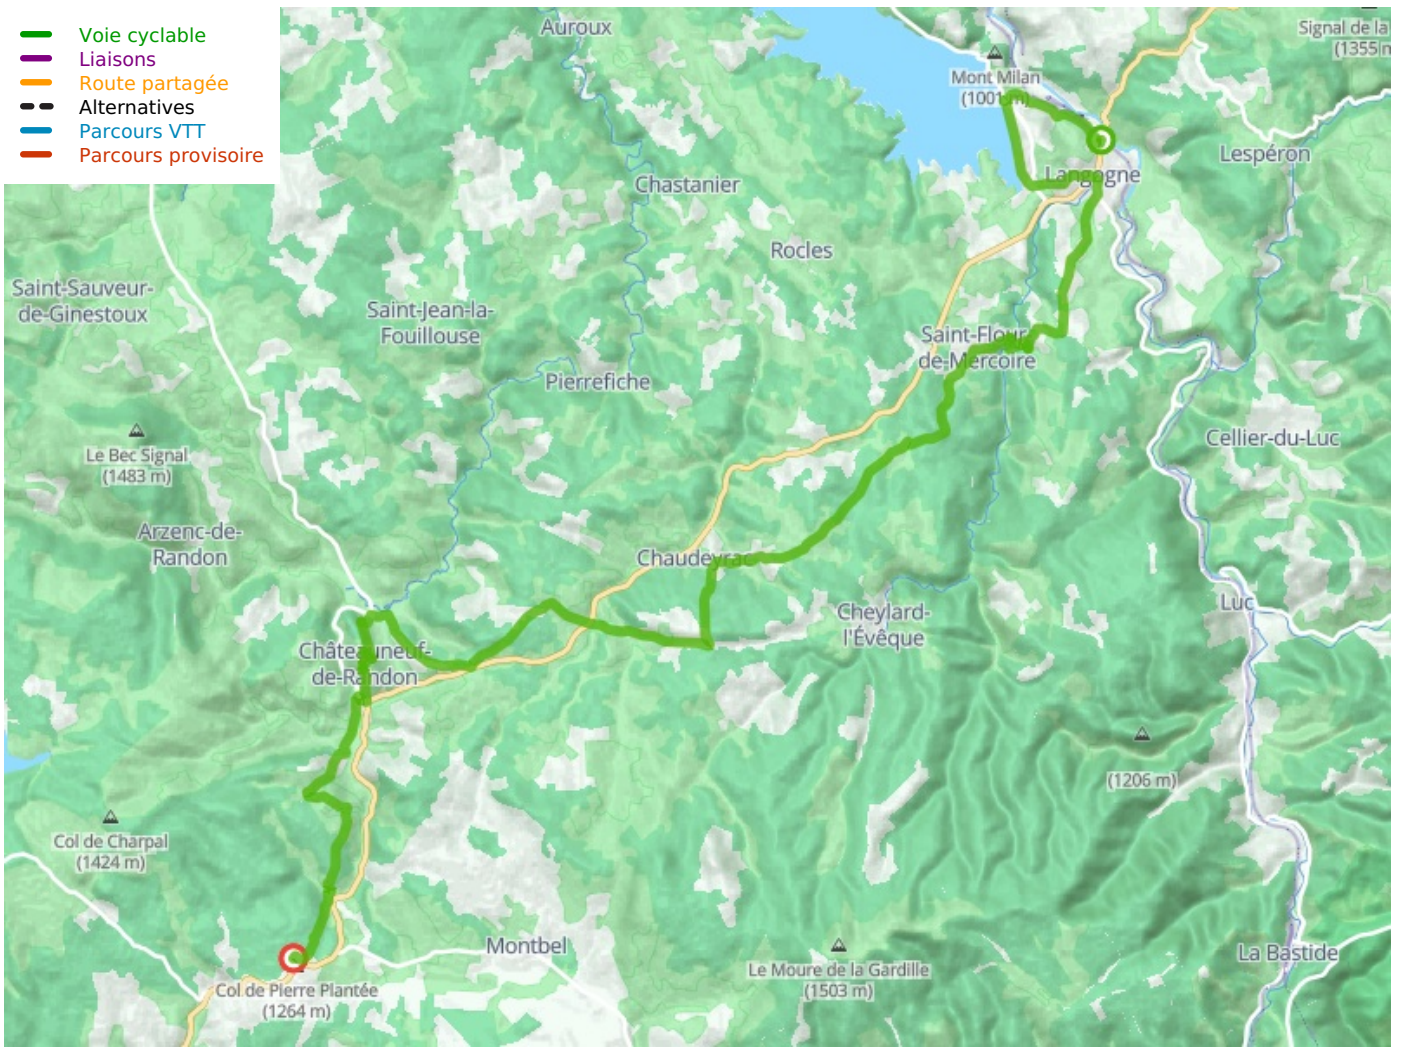 Voie cyclable
Liaisons
Route partagée
Alternatives
Parcours VTT
Parcours provisoire
Auroux
Signal de la
(1355 m
Mont Milan
(1001 m)
Lespéron
Langogne
Chastanier
Rocles
Saint-Sauveur-
de-Ginestoux
Saint-Jean-la-
Fouillouse
Saint-Flour-
de-Mercoire
Pierrefiche
Le Bec Signal
(1483 m)
Cellier-du-Luc
Arzenc-de-
Randon
Chaudeyrac
Luc
Cheylard-
l'Évêque
Châteauneuf-
de-Randon
(1206 m)
Col de Charpal
(1424 m)
Montbel
La Bastide
Le Moure de la Gardille
(1503 m)
Col de Pierre Plantée
(1264 m)